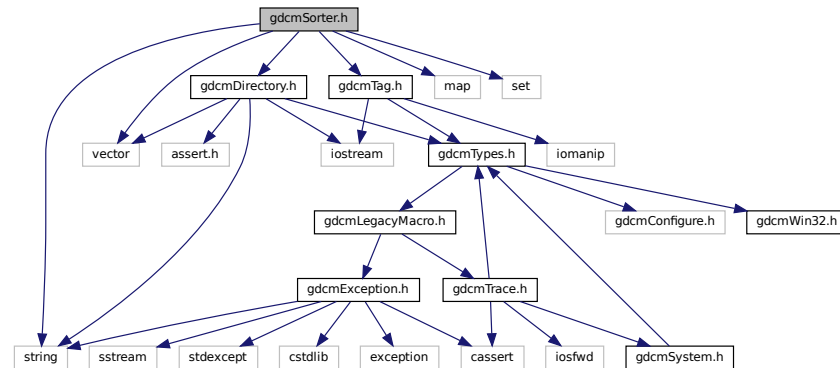 gdcmSorter.h
gdcmDirectory.h
gdcmTag.h
map
set
vector
assert.h
iostream
gdcmTypes.h
iomanip
gdcmLegacyMacro.h
gdcmConfigure.h
gdcmWin32.h
gdcmException.h
gdcmTrace.h
string
sstream
stdexcept
cstdlib
exception
cassert
iosfwd
gdcmSystem.h